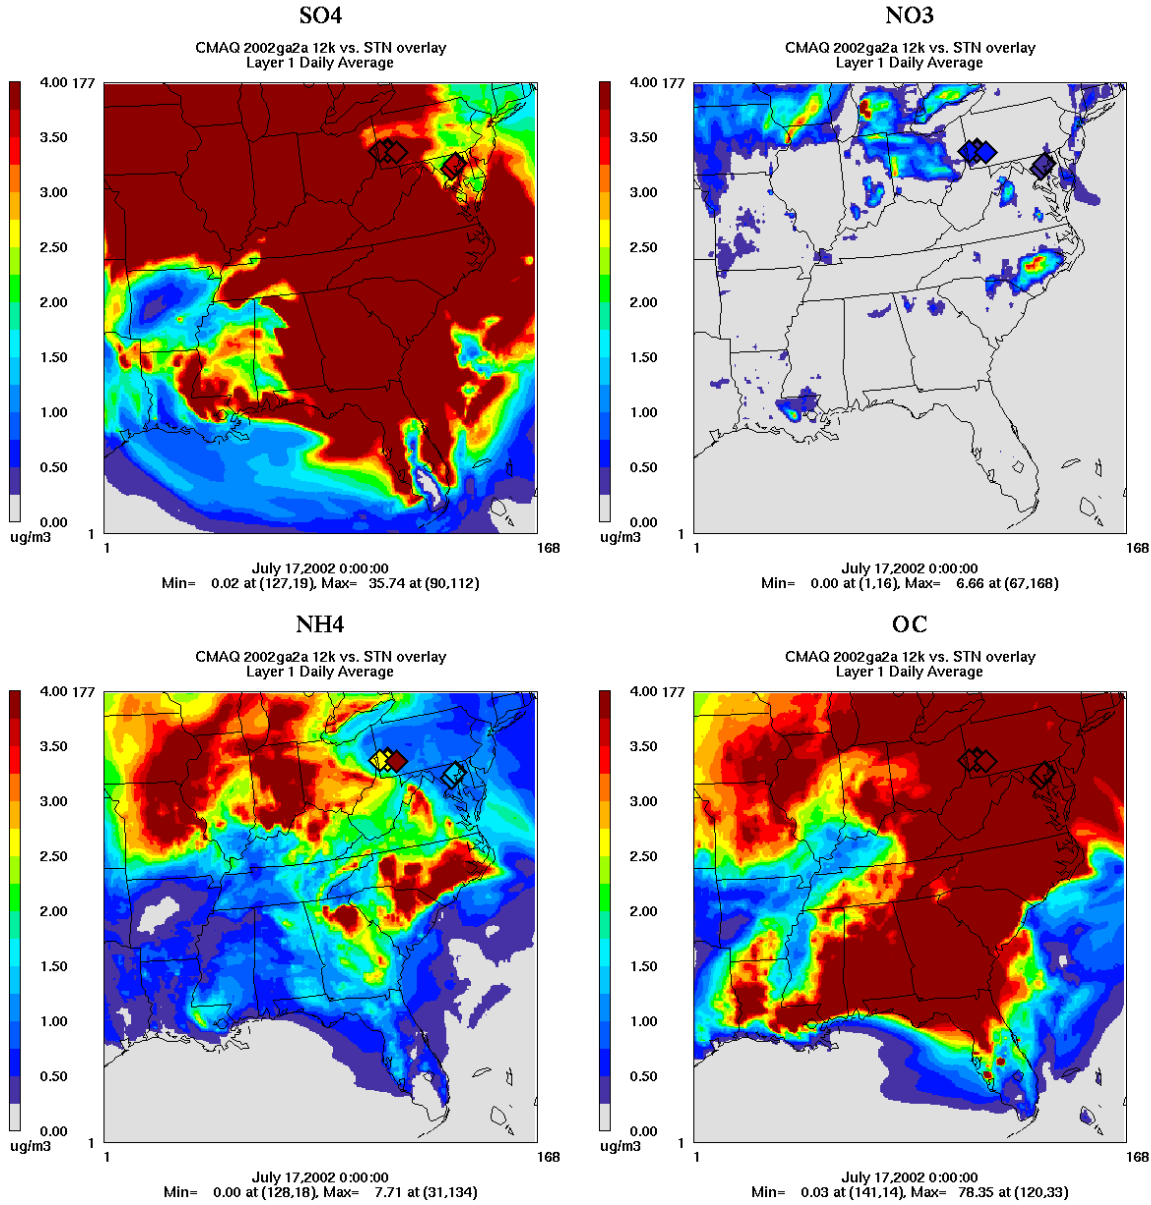 SO4
CMAQ 2002ga2a 12k vs. STN overlay
Layer 1 Daily Average
4.00
3.50
3.00
2.50
2.00
1.50
1.00
0.50
0.00
ug/m3
177
1
1
168
July 17,2002 0:00:00
Min= 0.02 at (127,19), Max= 35.74 at (90,112)
NO3
CMAQ 2002ga2a 12k vs. STN overlay
Layer 1 Daily Average
4.00
3.50
3.00
2.50
2.00
1.50
1.00
0.50
0.00
ug/m3
177
1
1
168
July 17,2002 0:00:00
Min= 0.00 at (1,16), Max= 6.66 at (67,168)
NH4
CMAQ 2002ga2a 12k vs. STN overlay
Layer 1 Daily Average
4.00
3.50
3.00
2.50
2.00
1.50
1.00
0.50
0.00
ug/m3
177
1
1
168
July 17,2002 0:00:00
Min= 0.00 at (128,18), Max= 7.71 at (31,134)
OC
CMAQ 2002ga2a 12k vs. STN overlay
Layer 1 Daily Average
4.00
3.50
3.00
2.50
2.00
1.50
1.00
0.50
0.00
ug/m3
177
1
1
168
July 17,2002 0:00:00
Min= 0.03 at (141,14), Max= 78.35 at (120,33)